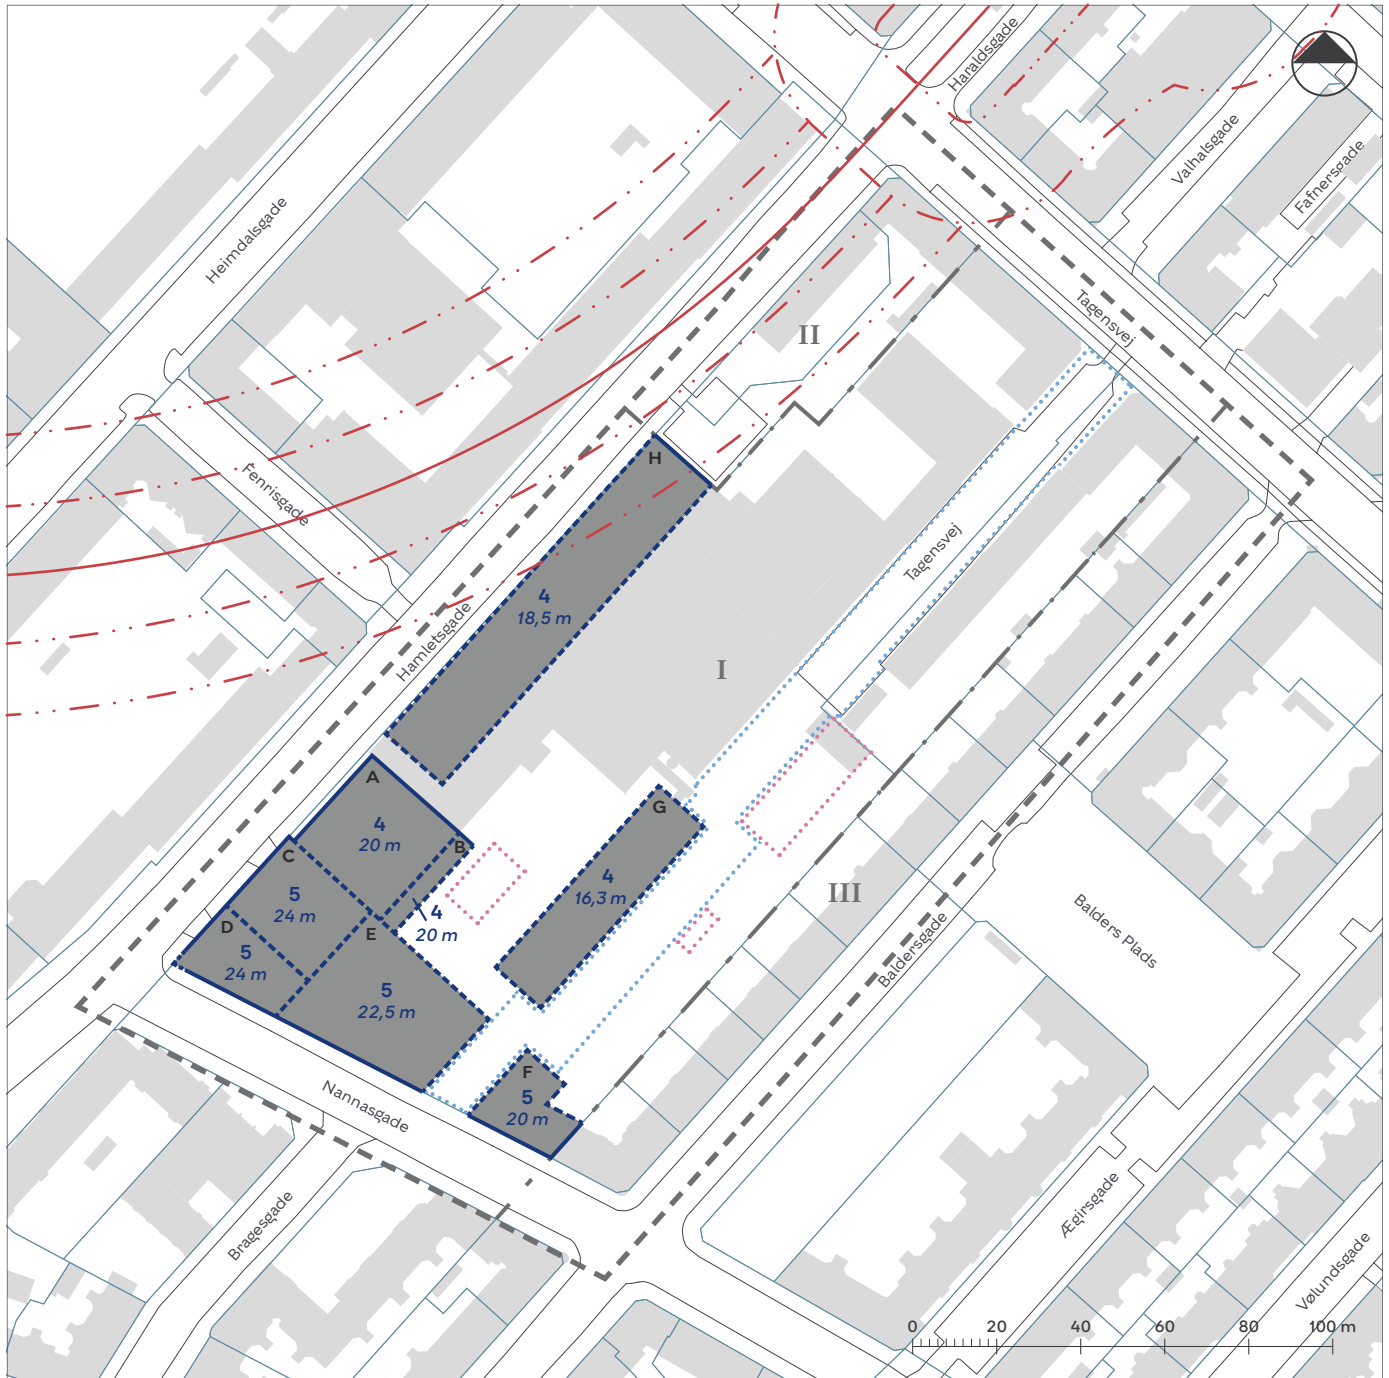 Haraldsgade
Valhalsgade
Fafnersgade
Heimdalsgade
Tagensvej
II
H
Fenrisgade
Tagensvej
4
18,5 m
Hamletsgade
I
A
G
4
20 m
B
C
4
16,3 m
5
24 m
4
20 m
D
E
III
5
24 m
5
22,5 m
Balders Plads
Baldersgade
F
5
20 m
Nannasgade
Bragesgade
Ægirsgade
Vølundsgade
0 20 40 60 80 100 m